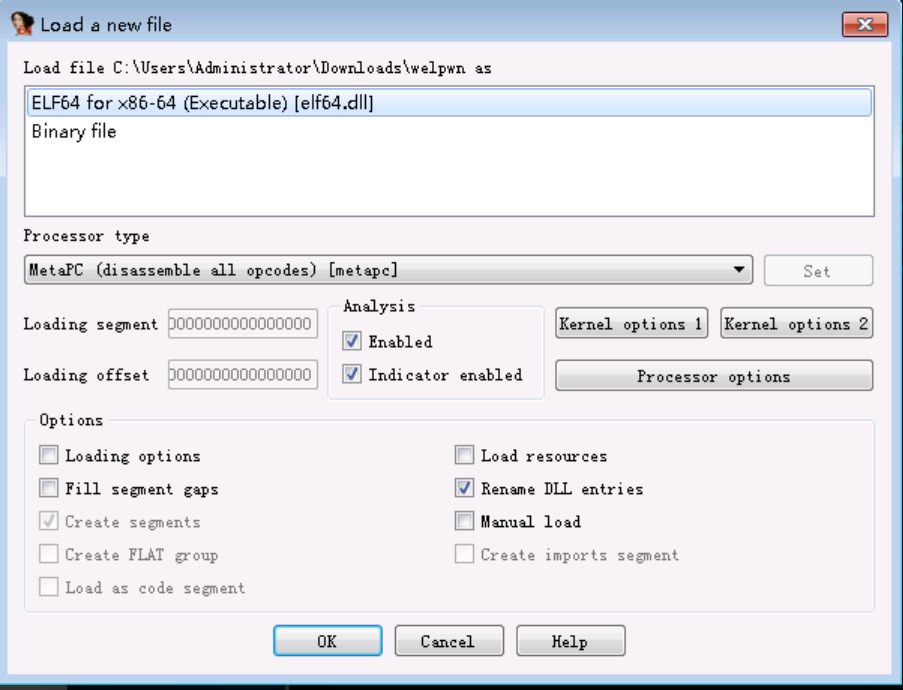 Load a new file
Load file C:\Users\Administrator\Downloads\welpwn as
ELF64 for x86-64 (Executable) [elf64.dll]
Binary file
Processor type
MetaPC (disassemble all opcodes) [metapc]
Set
Loading segment 0000000000000000
Loading offset 0000000000000000
Analysis
Enabled
Indicator enabled
Kernel options 1
Kernel options 2
Processor options
Options
Loading options
Load resources
Fill segment gaps
Rename DLL entries
Create segments
Manual load
Create FLAT group
Create imports segment
Load as code segment
OK
Cancel
Help